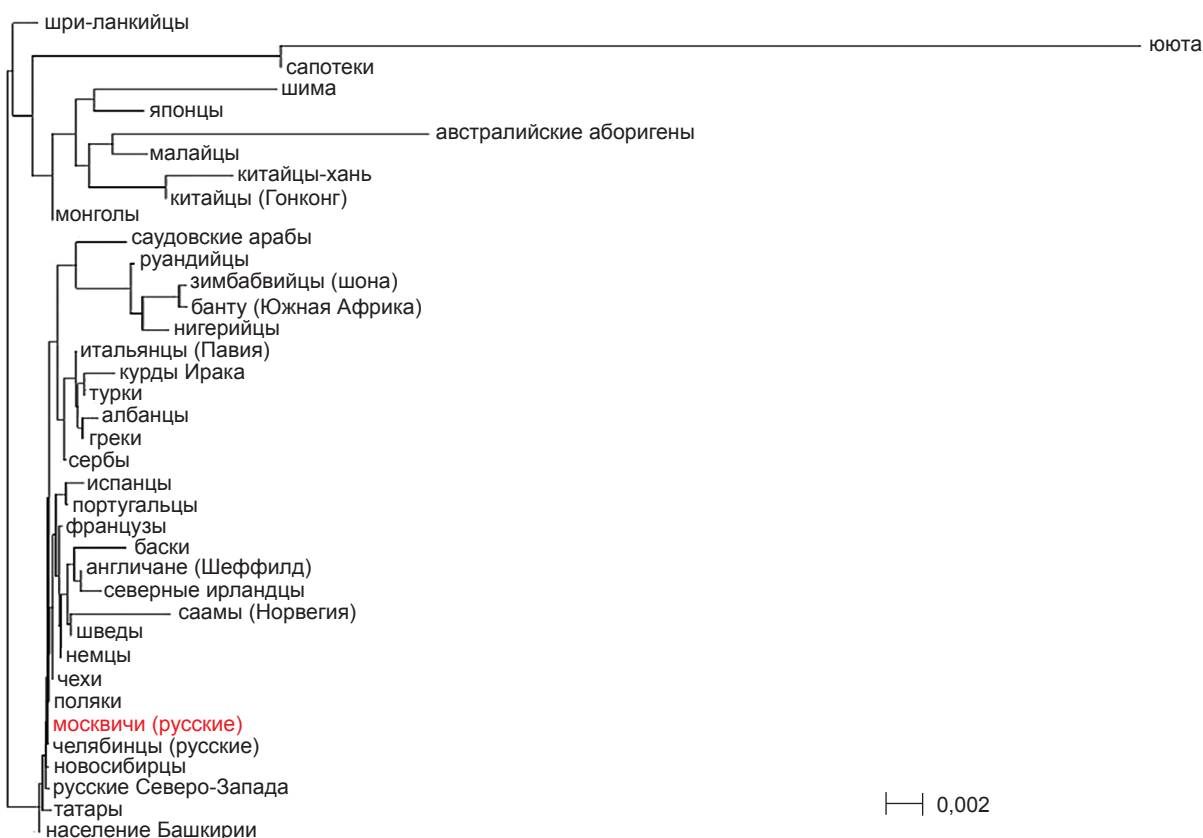 шри-ланкийцы
ююта
сапотеки
шима
японцы
австралийские аборигены
малайцы
китайцы-хань
китайцы (Гонконг)
монголы
саудовские арабы
руандийцы
зимбабвийцы (шона)
банту (Южная Африка)
нигерийцы
итальянцы (Павия)
курды Ирака
турки
албанцы
греки
сербы
испанцы
португальцы
французы
баски
англичане (Шеффилд)
северные ирландцы
саамы (Норвегия)
шведы
немцы
чехи
поляки
москвичи (русские)
челябинцы (русские)
новосибирцы
русские Северо-Запада
0,002
татары
население Башкирии